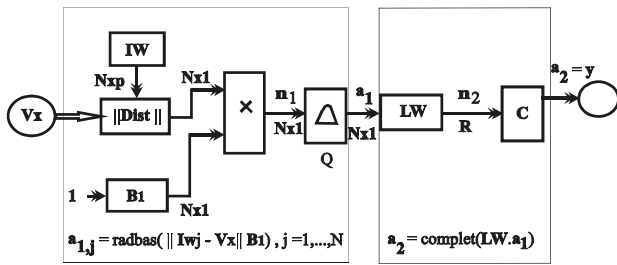 IW
Nxp
Nx1
Vx
||Dist ||
×
n1
Nx1
Q
a1
Nx1
LW
n2
R
C
a2 = y
1
B1
Nx1
a1,j = radbas( || Iwj - Vx|| B1) , j =1,...,N
a2 = complet(LW.a1)